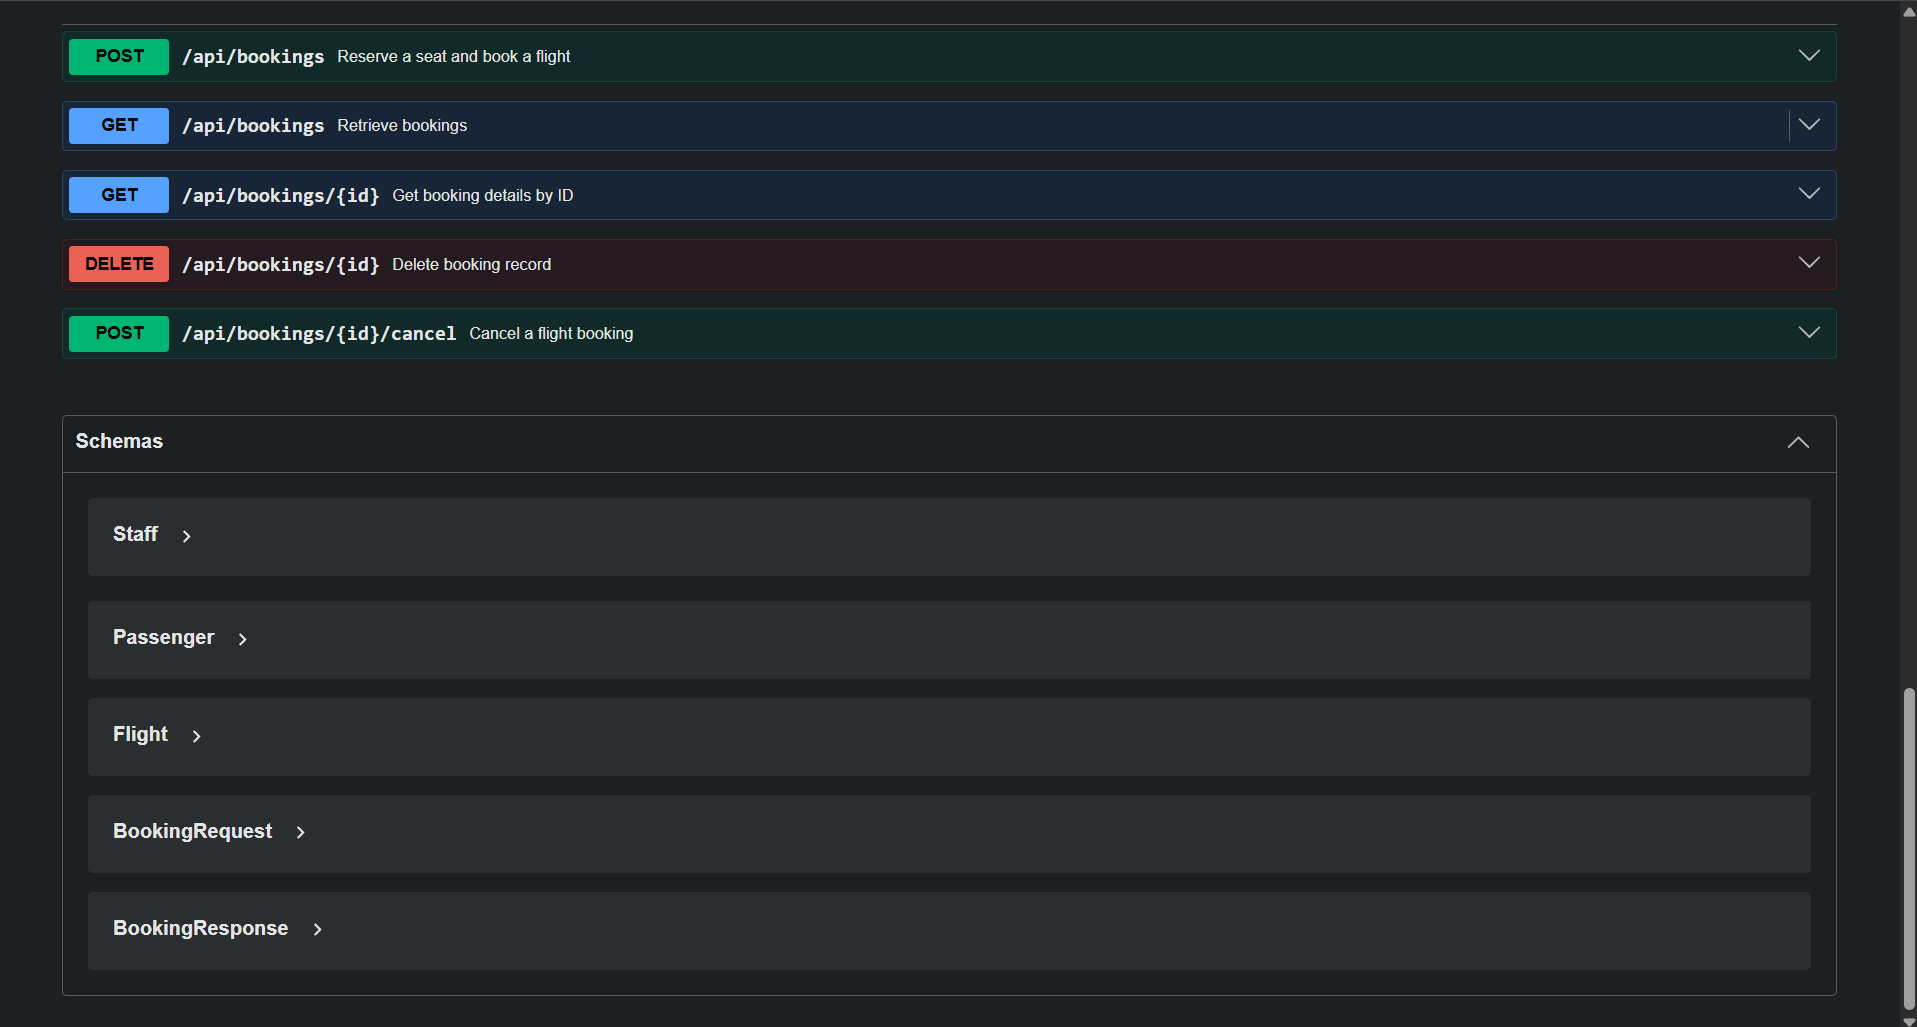 POST /api/bookings Reserve a seat and book a flight
GET /api/bookings Retrieve bookings
GET /api/bookings/{id} Get booking details by ID
DELETE /api/bookings/{id} Delete booking record
POST /api/bookings/{id}/cancel Cancel a flight booking
Schemas
Staff
Passenger
Flight
BookingRequest
BookingResponse